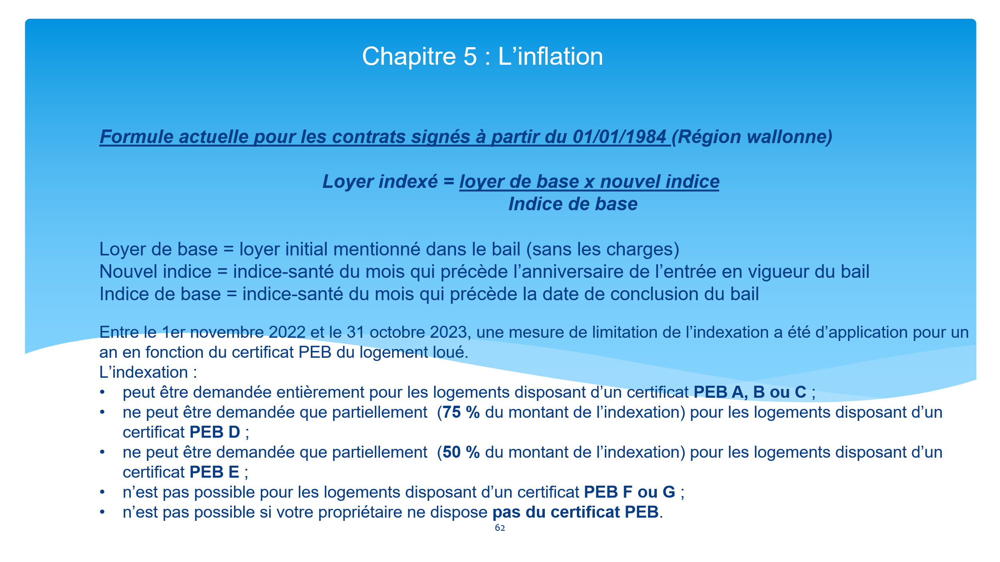 Chapitre 5 : L’inflation
Formule actuelle pour les contrats signés à partir du 01/01/1984 (Région wallonne)
Loyer indexé = loyer de base x nouvel indice
Indice de base
Loyer de base = loyer initial mentionné dans le bail (sans les charges)
Nouvel indice = indice-santé du mois qui précède l’anniversaire de l’entrée en vigueur du bail
Indice de base = indice-santé du mois qui précède la date de conclusion du bail
Entre le 1er novembre 2022 et le 31 octobre 2023, une mesure de limitation de l’indexation a été d’application pour un
an en fonction du certificat PEB du logement loué.
L’indexation :
• peut être demandée entièrement pour les logements disposant d’un certificat PEB A, B ou C ;
• ne peut être demandée que partiellement (75 % du montant de l’indexation) pour les logements disposant d’un
certificat PEB D ;
• ne peut être demandée que partiellement (50 % du montant de l’indexation) pour les logements disposant d’un
certificat PEB E ;
• n’est pas possible pour les logements disposant d’un certificat PEB F ou G ;
• n’est pas possible si votre propriétaire ne dispose pas du certificat PEB.
62